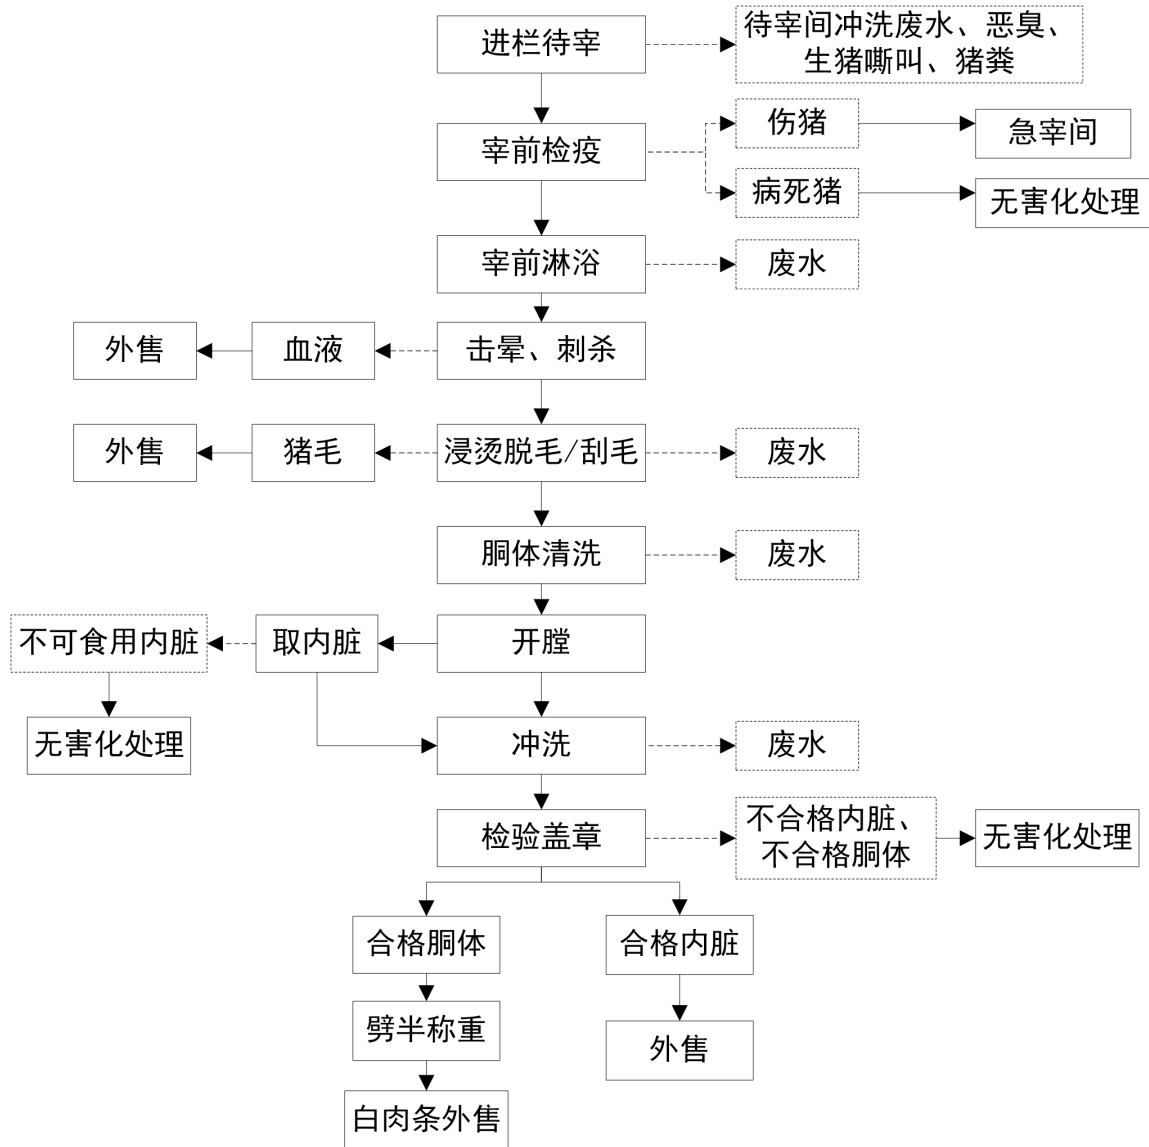 进栏待宰
待宰间冲洗废水、恶臭、
生猪嘶叫、猪粪
宰前检疫
伤猪
急宰间
病死猪
无害化处理
宰前淋浴
废水
外售
血液
击晕、刺杀
外售
猪毛
浸烫脱毛/刮毛
废水
胴体清洗
废水
不可食用内脏
取内脏
开膛
无害化处理
冲洗
废水
检验盖章
不合格内脏、
不合格胴体
无害化处理
合格胴体
合格内脏
劈半称重
外售
白肉条外售